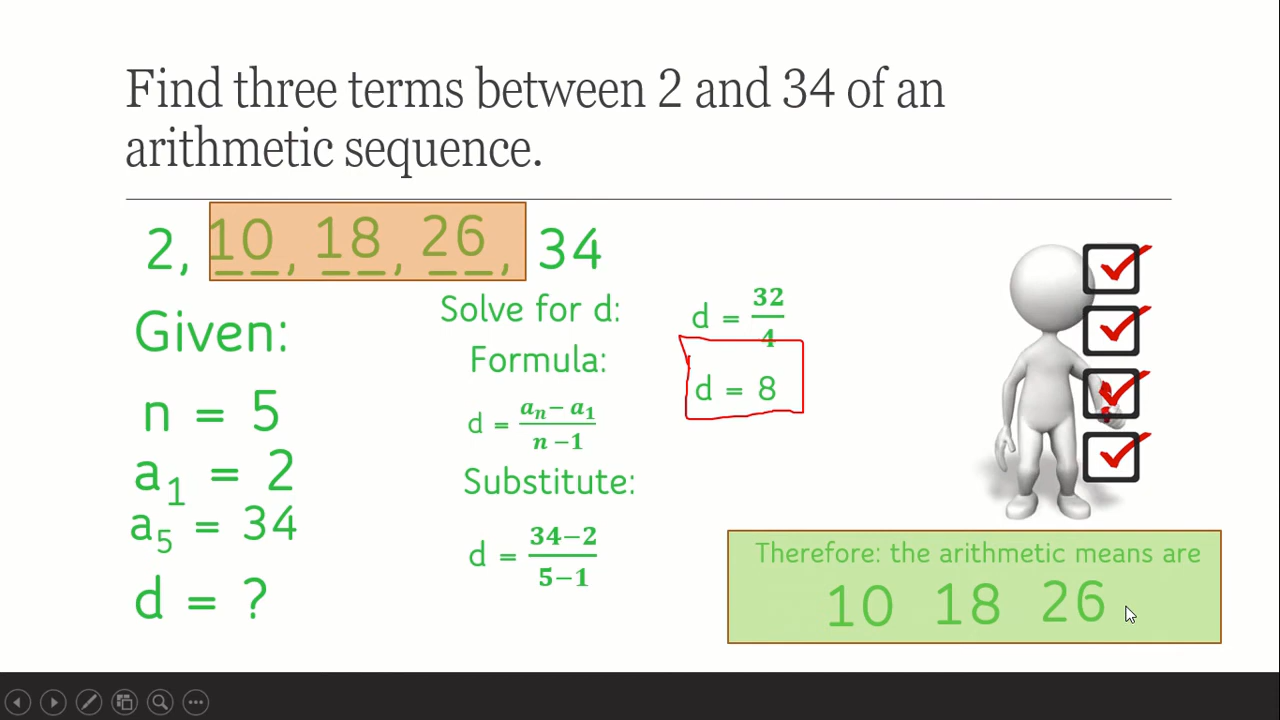 Find three terms between 2 and 34 of an
arithmetic sequence.
2, 10, 18, 26, 34
Given:
n = 5
a₁ = 2
a₅ = 34
d = ?
Solve for d:
Formula:
d = (aₙ − a₁)/(n − 1)
Substitute:
d = (34−2)/(5−1)
d = 32/4
d = 8
Therefore: the arithmetic means are
10 18 26